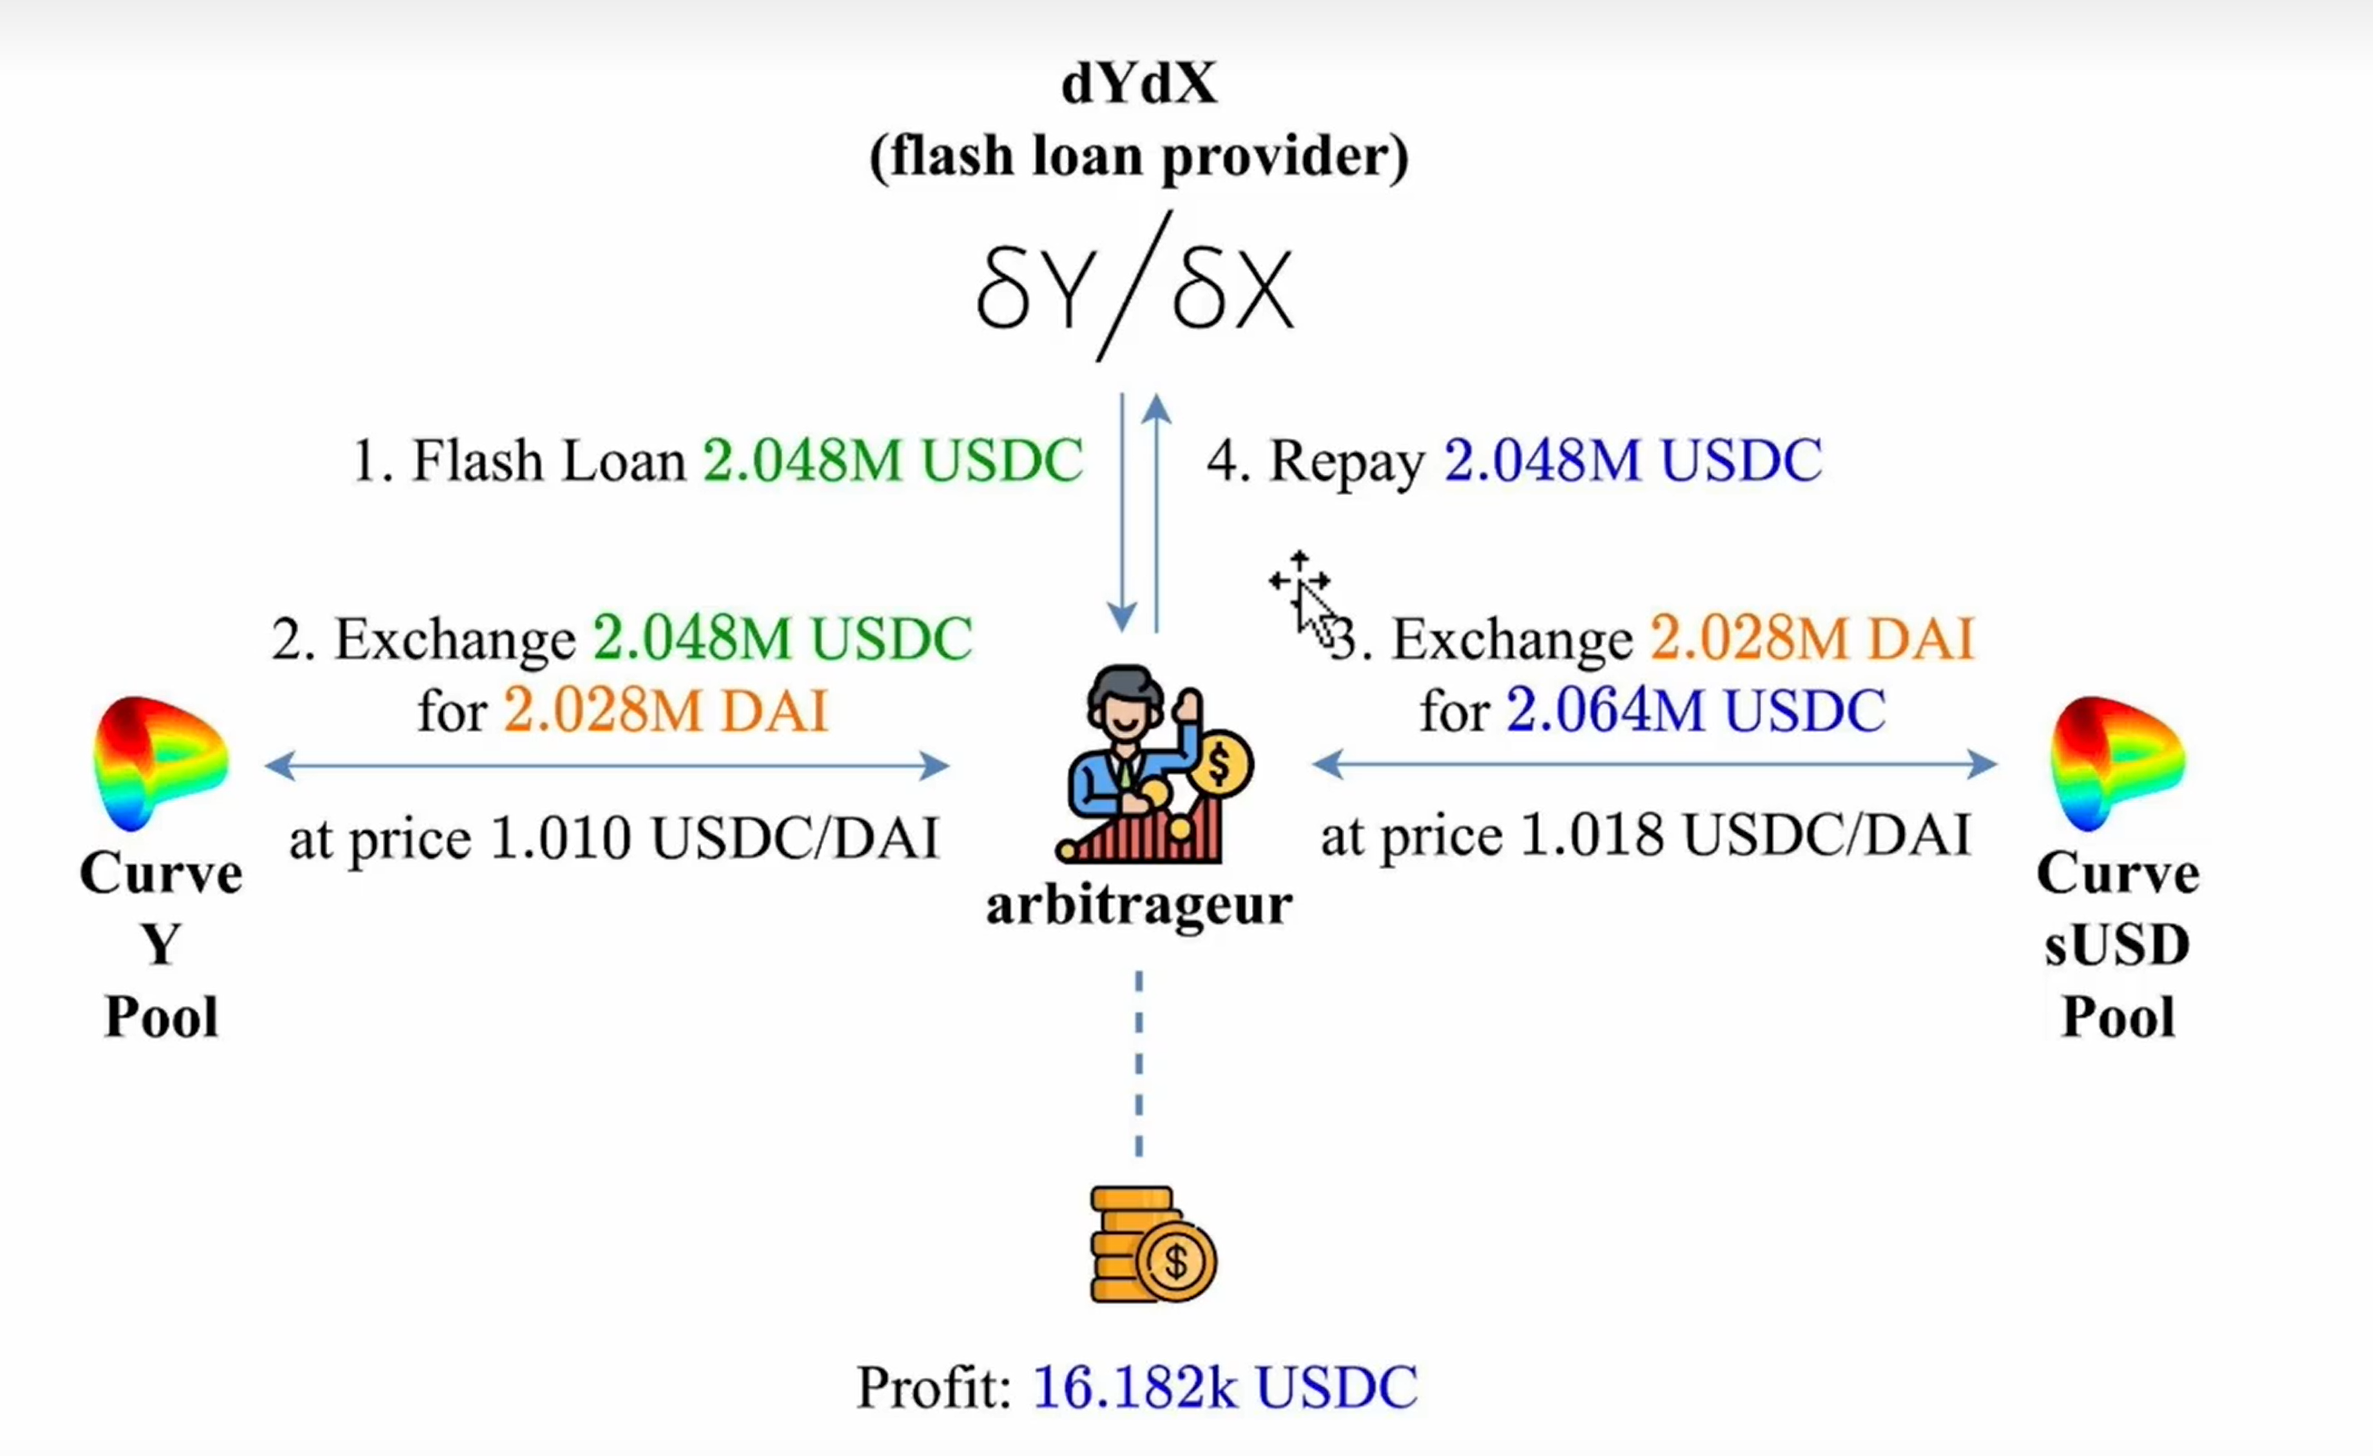 dYdX
(flash loan provider)
δY/δX
1. Flash Loan 2.048M USDC
4. Repay 2.048M USDC
2. Exchange 2.048M USDC
for 2.028M DAI
at price 1.010 USDC/DAI
3. Exchange 2.028M DAI
for 2.064M USDC
at price 1.018 USDC/DAI
$
Curve
Y
Pool
arbitrageur
Curve
sUSD
Pool
$
Profit: 16.182k USDC